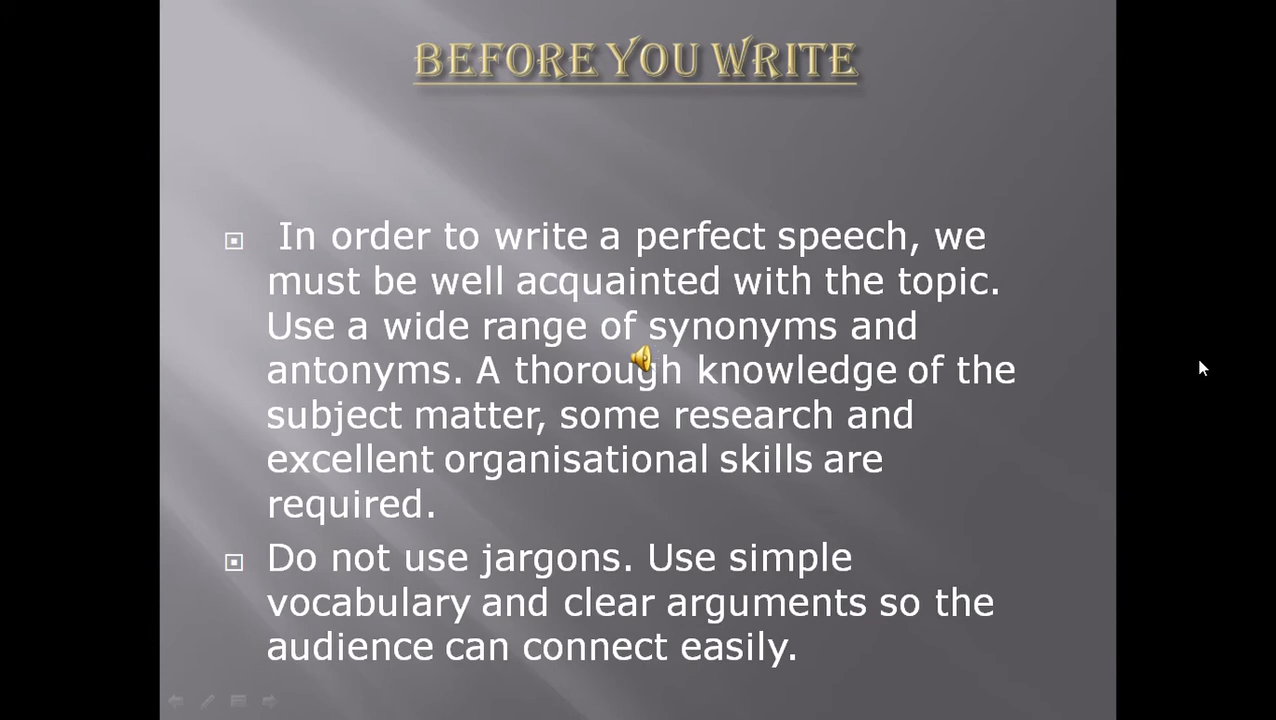 BEFORE YOU WRITE
In order to write a perfect speech, we
must be well acquainted with the topic.
Use a wide range of synonyms and
antonyms. A thorough knowledge of the
subject matter, some research and
excellent organisational skills are
required.
Do not use jargons. Use simple
vocabulary and clear arguments so the
audience can connect easily.